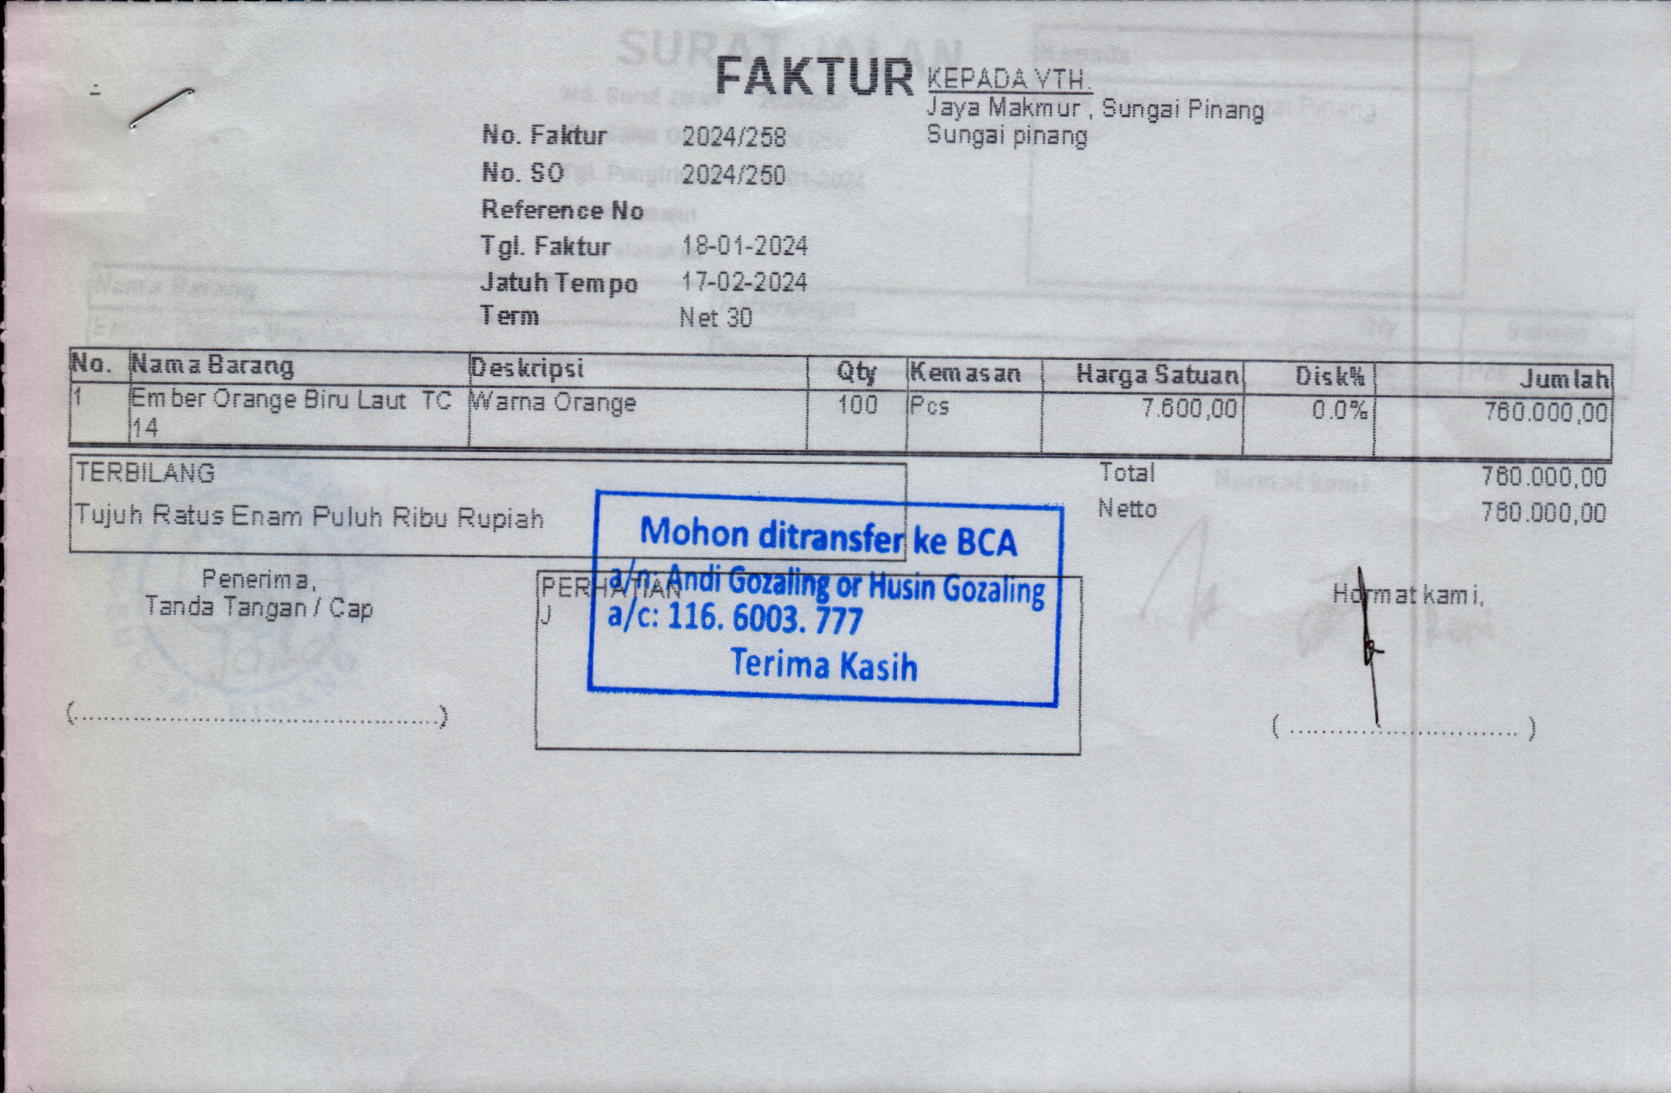 FAKTUR
KEPADA YTH.
Jaya Makmur , Sungai Pinang
Sungai pinang
No. Faktur 2024/258
No. SO 2024/250
Reference No
Tgl. Faktur 18-01-2024
Jatuh Tempo 17-02-2024
Term Net 30
No. Nama Barang Deskripsi Qty Kemasan Harga Satuan Disk% Jumlah
1 Ember Orange Biru Laut TC Warna Orange 100 Pcs 7.600,00 0.0% 760.000,00
14
TERBILANG Total 760.000,00
Tujuh Ratus Enam Puluh Ribu Rupiah Netto 760.000,00
Mohon ditransfer ke BCA
a/n: Andi Gozaling or Husin Gozaling
a/c: 116. 6003. 777
Terima Kasih
Penerima,
Tanda Tangan / Cap
PERHATIAN
J
Hormat kami,
(..........................................)
( ............................ )